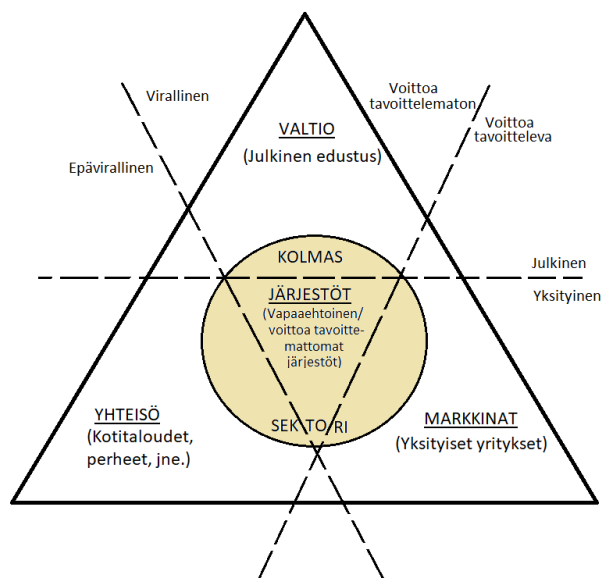 Virallinen
Voittoa
tavoittelematon
Voittoa
tavoitteleva
VALTIO
(Julkinen edustus)
Epävirallinen
KOLMAS
Julkinen
Yksityinen
JÄRJESTÖT
(Vapaaehtoinen/
voittoa tavoitte-
mattomat
järjestöt)
YHTEISÖ
(Kotitaloudet,
perheet, jne.)
SEKTORI
MARKKINAT
(Yksityiset yritykset)